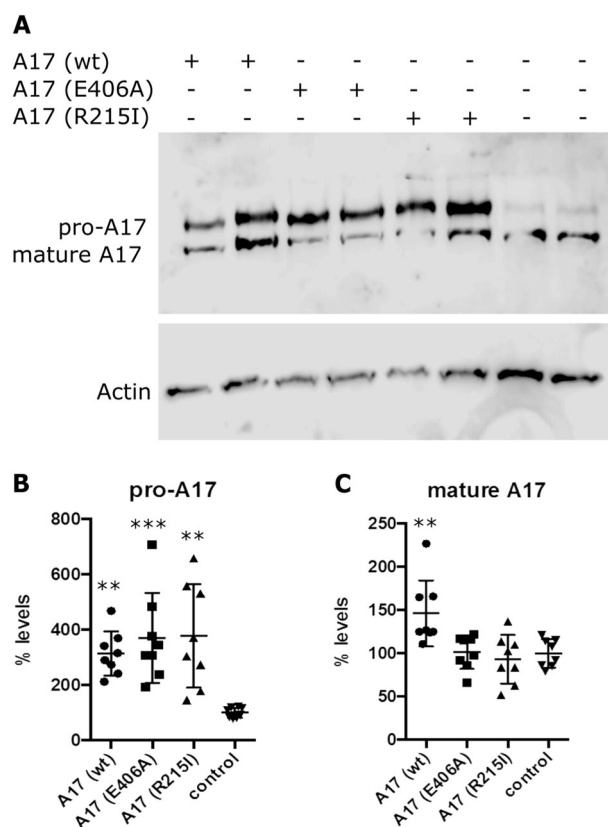 A
A17 (wt) + + - - - - - -
A17 (E406A) - - + + - - - -
A17 (R215I) - - - - + + - -
pro-A17
mature A17
Actin
B
pro-A17
** *** **
% levels
800
600
400
200
0
A17 (wt)
A17 (E406A)
A17 (R215I)
control
C
mature A17
**
% levels
250
200
150
100
50
0
A17 (wt)
A17 (E406A)
A17 (R215I)
control